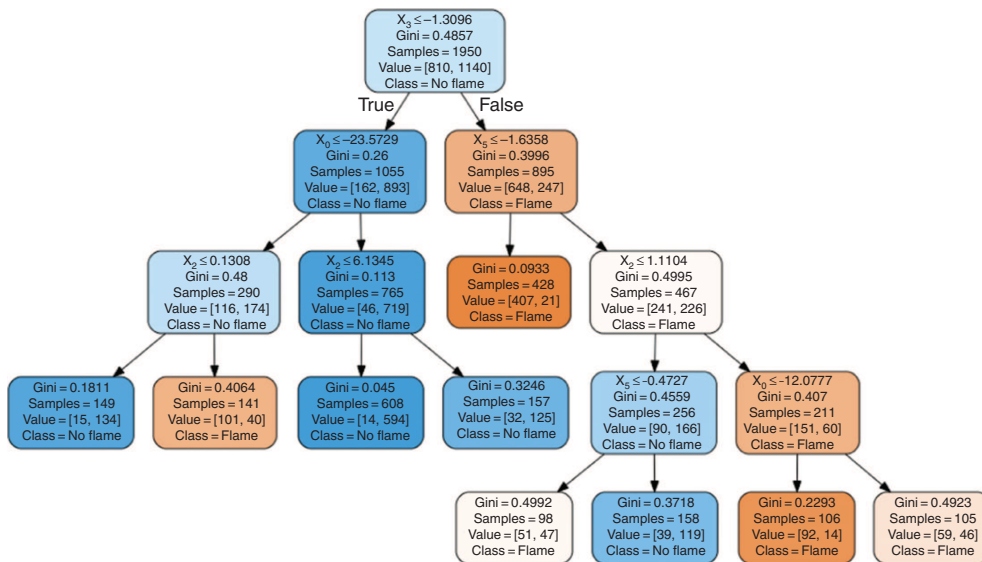 X3 ≤ −1.3096
Gini = 0.4857
Samples = 1950
Value = [810, 1140]
Class = No flame
True
False
X0 ≤ −23.5729
Gini = 0.26
Samples = 1055
Value = [162, 893]
Class = No flame
X5 ≤ −1.6358
Gini = 0.3996
Samples = 895
Value = [648, 247]
Class = Flame
X2 ≤ 0.1308
Gini = 0.48
Samples = 290
Value = [116, 174]
Class = No flame
X2 ≤ 6.1345
Gini = 0.113
Samples = 765
Value = [46, 719]
Class = No flame
Gini = 0.0933
Samples = 428
Value = [407, 21]
Class = Flame
X2 ≤ 1.1104
Gini = 0.4995
Samples = 467
Value = [241, 226]
Class = Flame
Gini = 0.1811
Samples = 149
Value = [15, 134]
Class = No flame
Gini = 0.4064
Samples = 141
Value = [101, 40]
Class = Flame
Gini = 0.045
Samples = 608
Value = [14, 594]
Class = No flame
Gini = 0.3246
Samples = 157
Value = [32, 125]
Class = No flame
X5 ≤ -0.4727
Gini = 0.4559
Samples = 256
Value = [90, 166]
Class = No flame
X0 ≤ -12.0777
Gini = 0.407
Samples = 211
Value = [151, 60]
Class = Flame
Gini = 0.4992
Samples = 98
Value = [51, 47]
Class = Flame
Gini = 0.3718
Samples = 158
Value = [39, 119]
Class = No flame
Gini = 0.2293
Samples = 106
Value = [92, 14]
Class = Flame
Gini = 0.4923
Samples = 105
Value = [59, 46]
Class = Flame